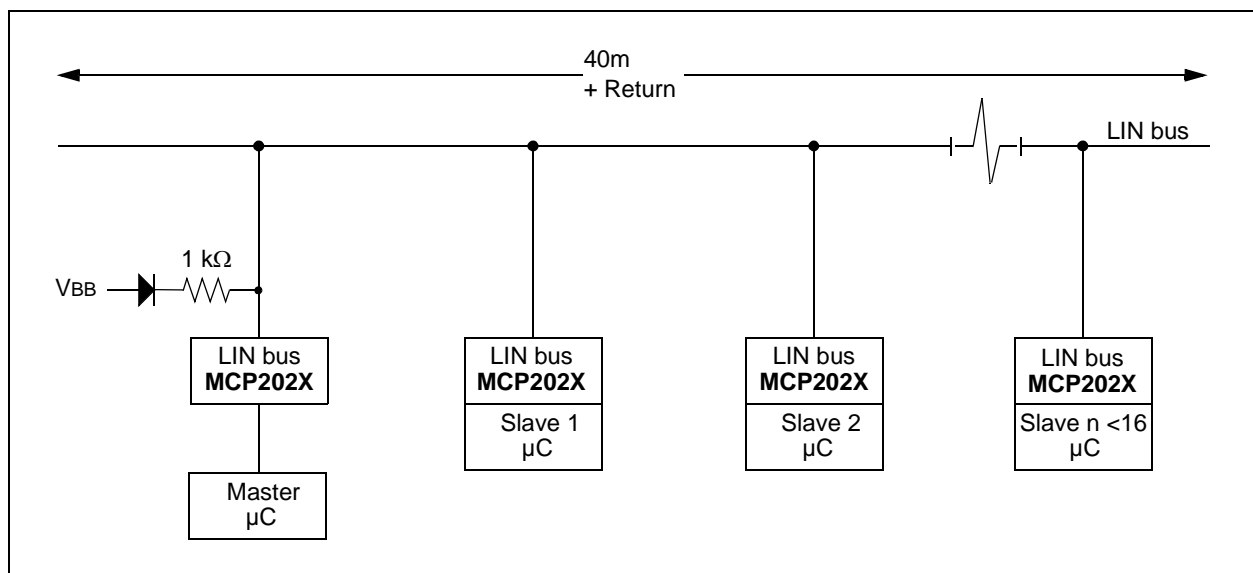 40m
+ Return
LIN bus
1 kΩ
VBB
LIN bus
MCP202X
Master
µC
LIN bus
MCP202X
Slave 1
µC
LIN bus
MCP202X
Slave 2
µC
LIN bus
MCP202X
Slave n <16
µC